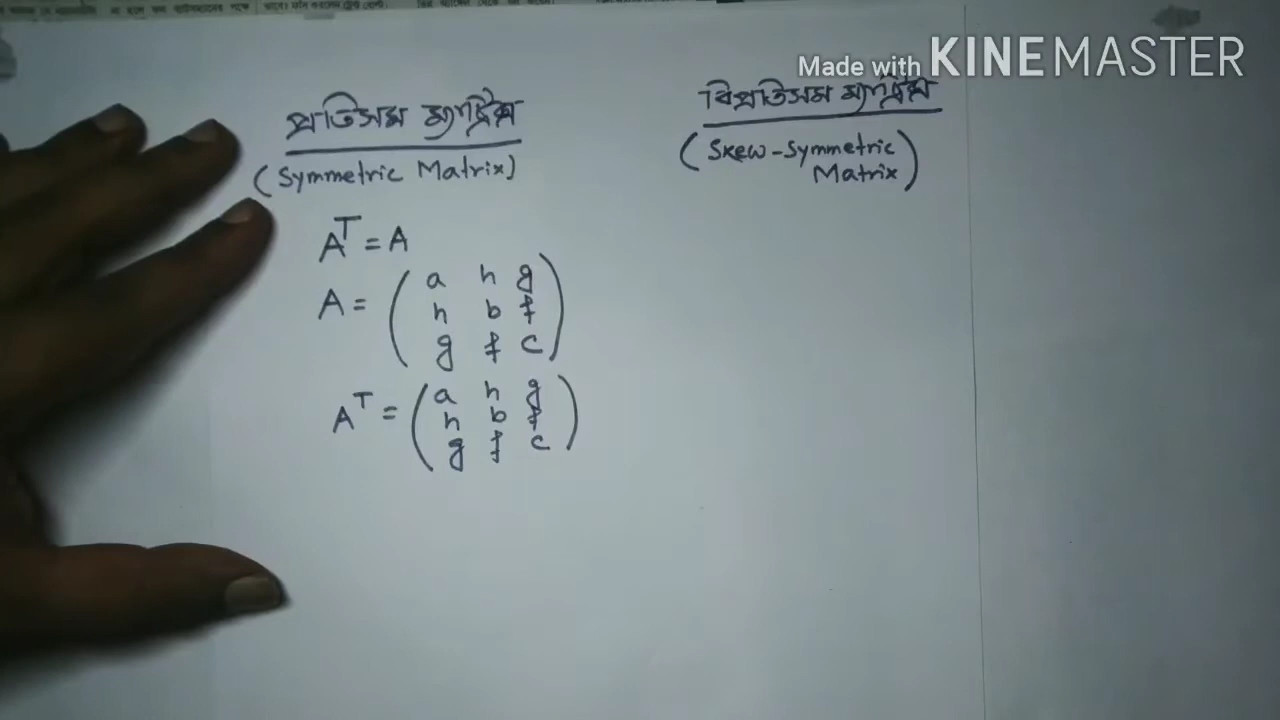 Made with KINEMASTER
প্রতিসম ম্যাট্রিক্স
(Symmetric Matrix)
A^T = A
A = ( a h g
h b f
g f c )
A^T = ( a h g
h b f
g f c )
বিপ্রতিসম ম্যাট্রিক্স
(Skew-Symmetric
Matrix)